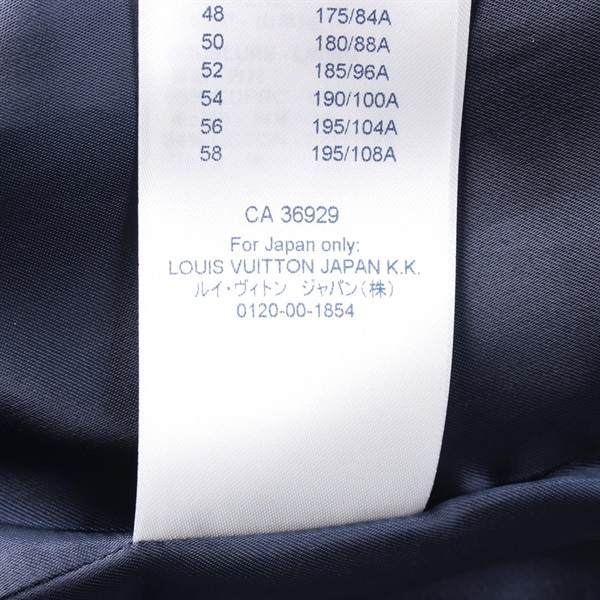 48 175/84A
50 180/88A
52 185/96A
54 190/100A
56 195/104A
58 195/108A
CA 36929
For Japan only:
LOUIS VUITTON JAPAN K.K.
ルイ・ヴィトン ジャパン(株)
0120-00-1854